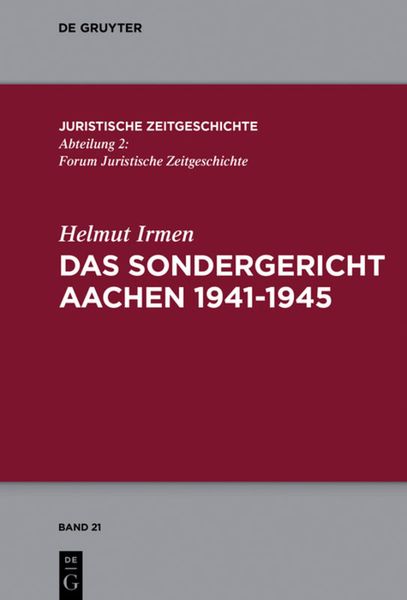 DE GRUYTER
JURISTISCHE ZEITGESCHICHTE
Abteilung 2:
Forum Juristische Zeitgeschichte
Helmut Irmen
DAS SONDERGERICHT
AACHEN 1941-1945
BAND 21
DE
G